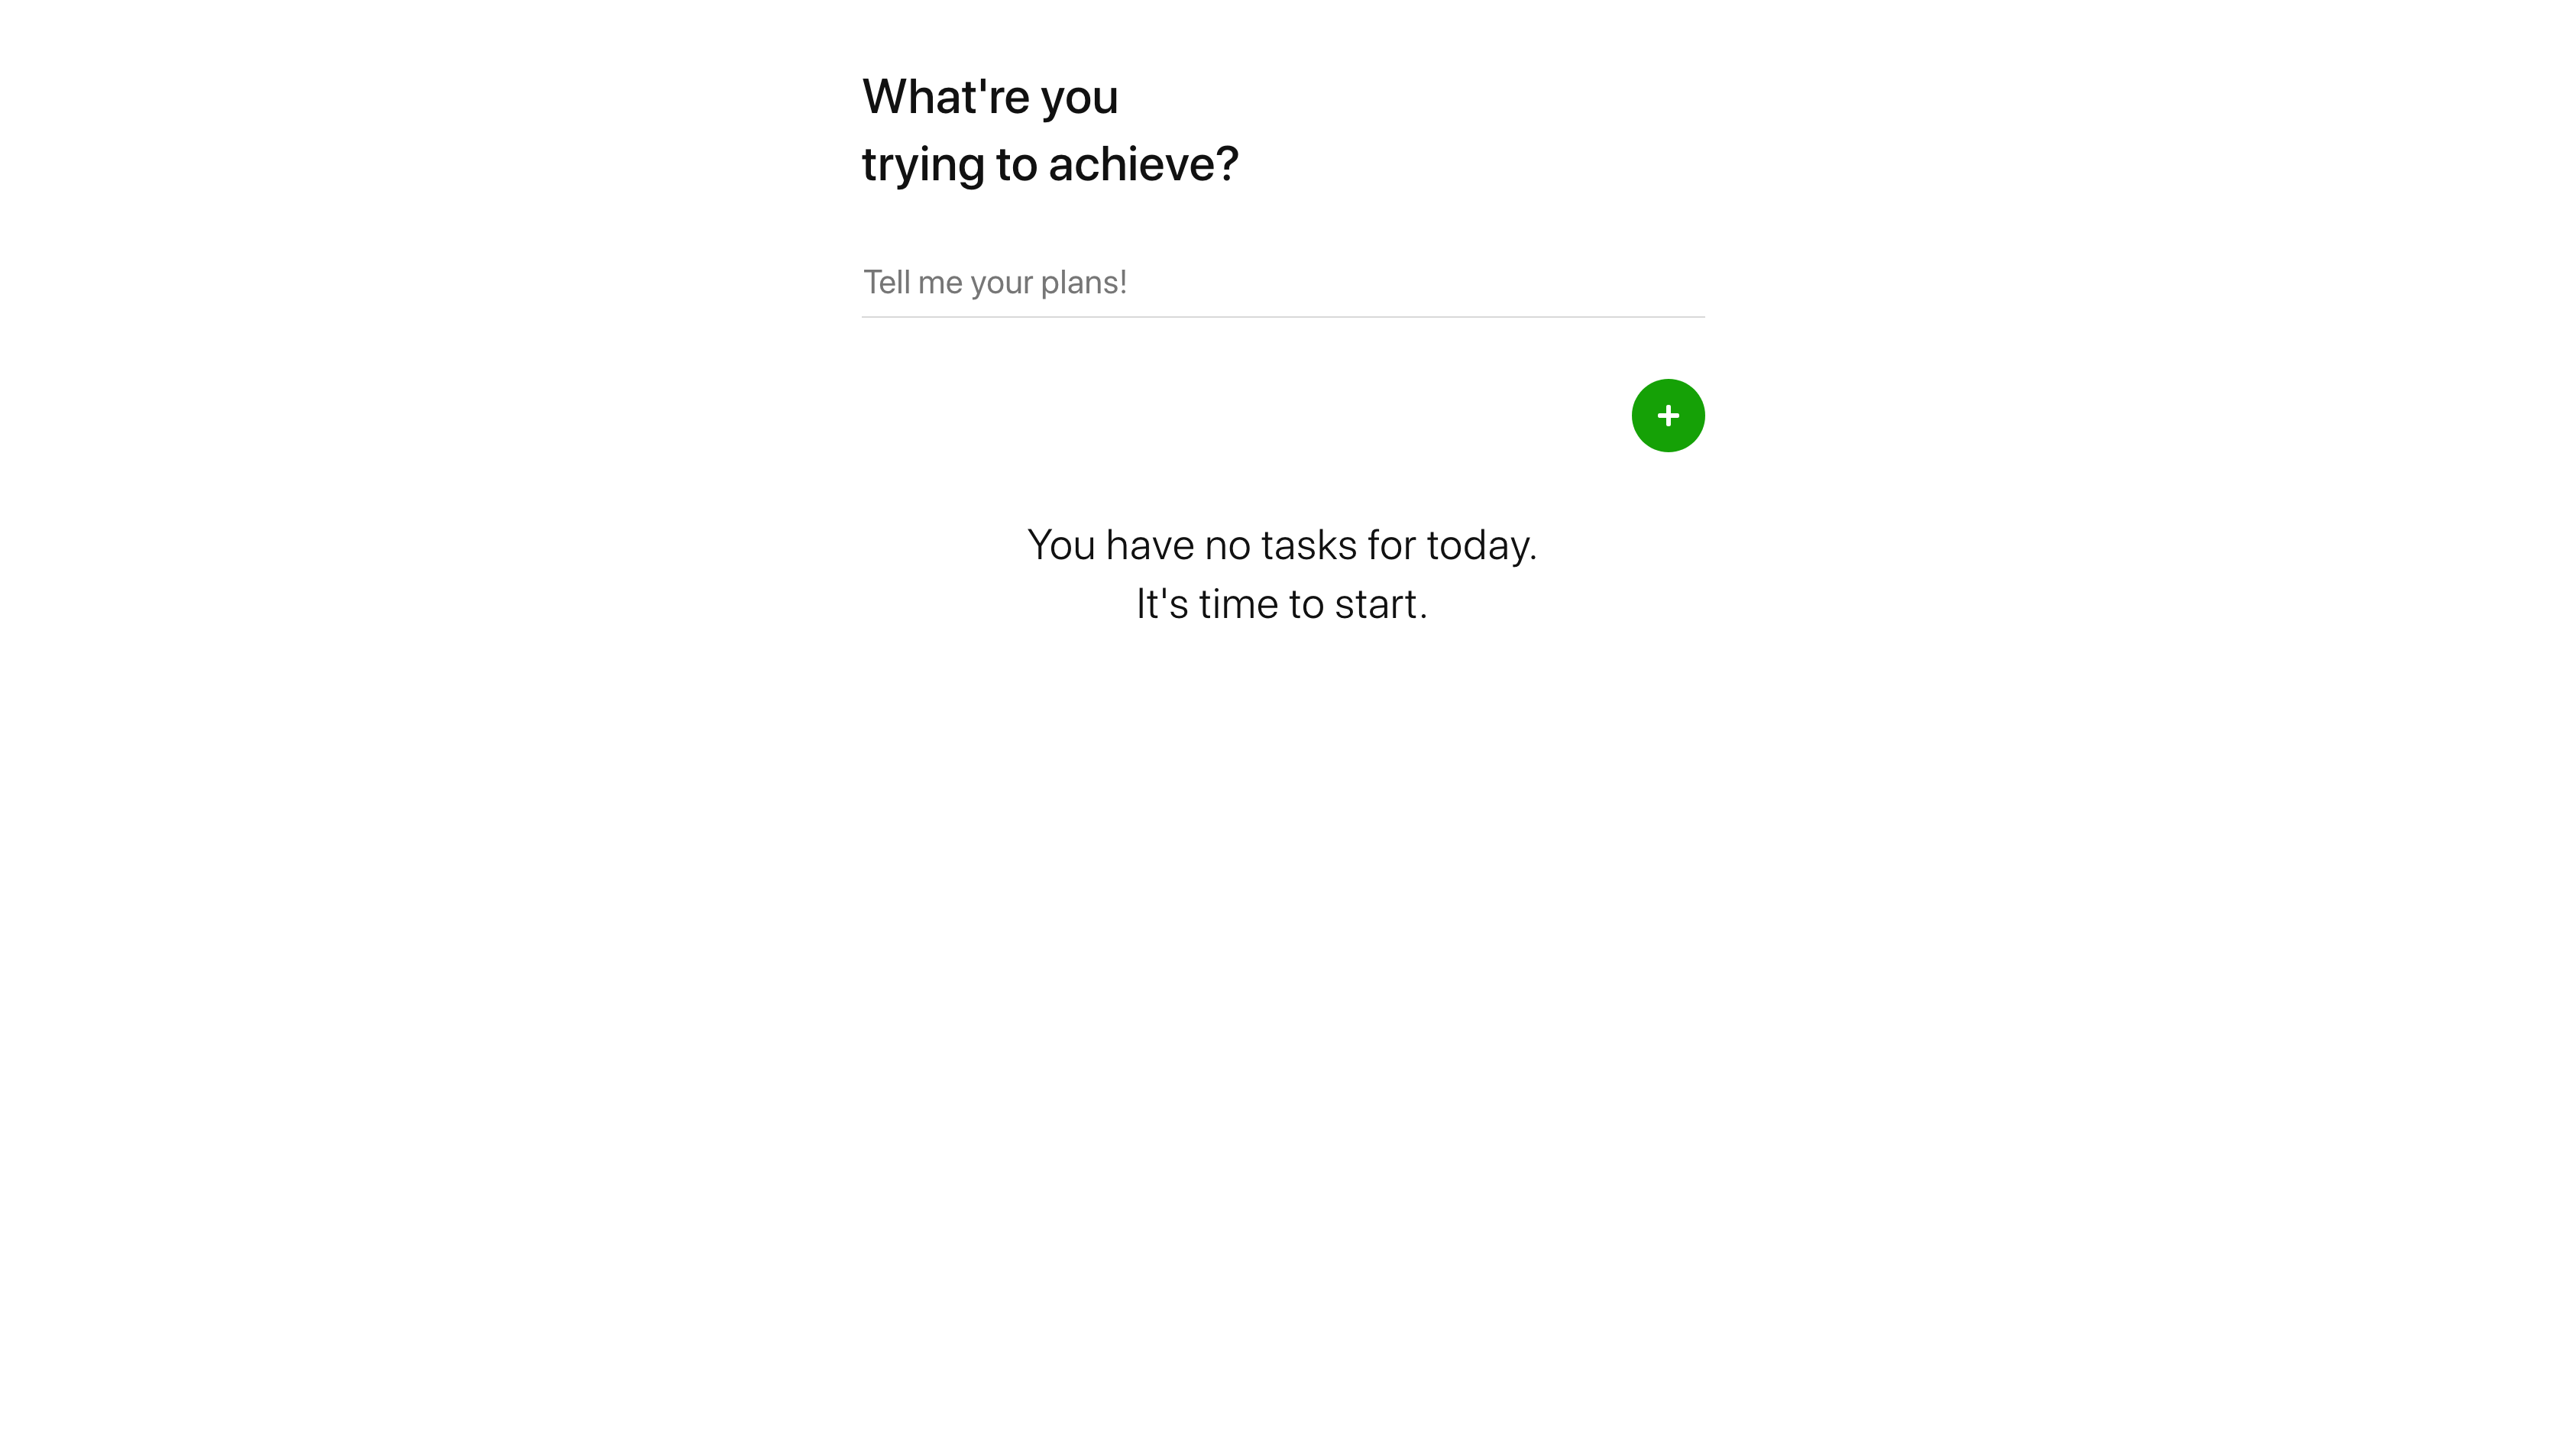 What're you
trying to achieve?
Tell me your plans!
+
You have no tasks for today.
It's time to start.